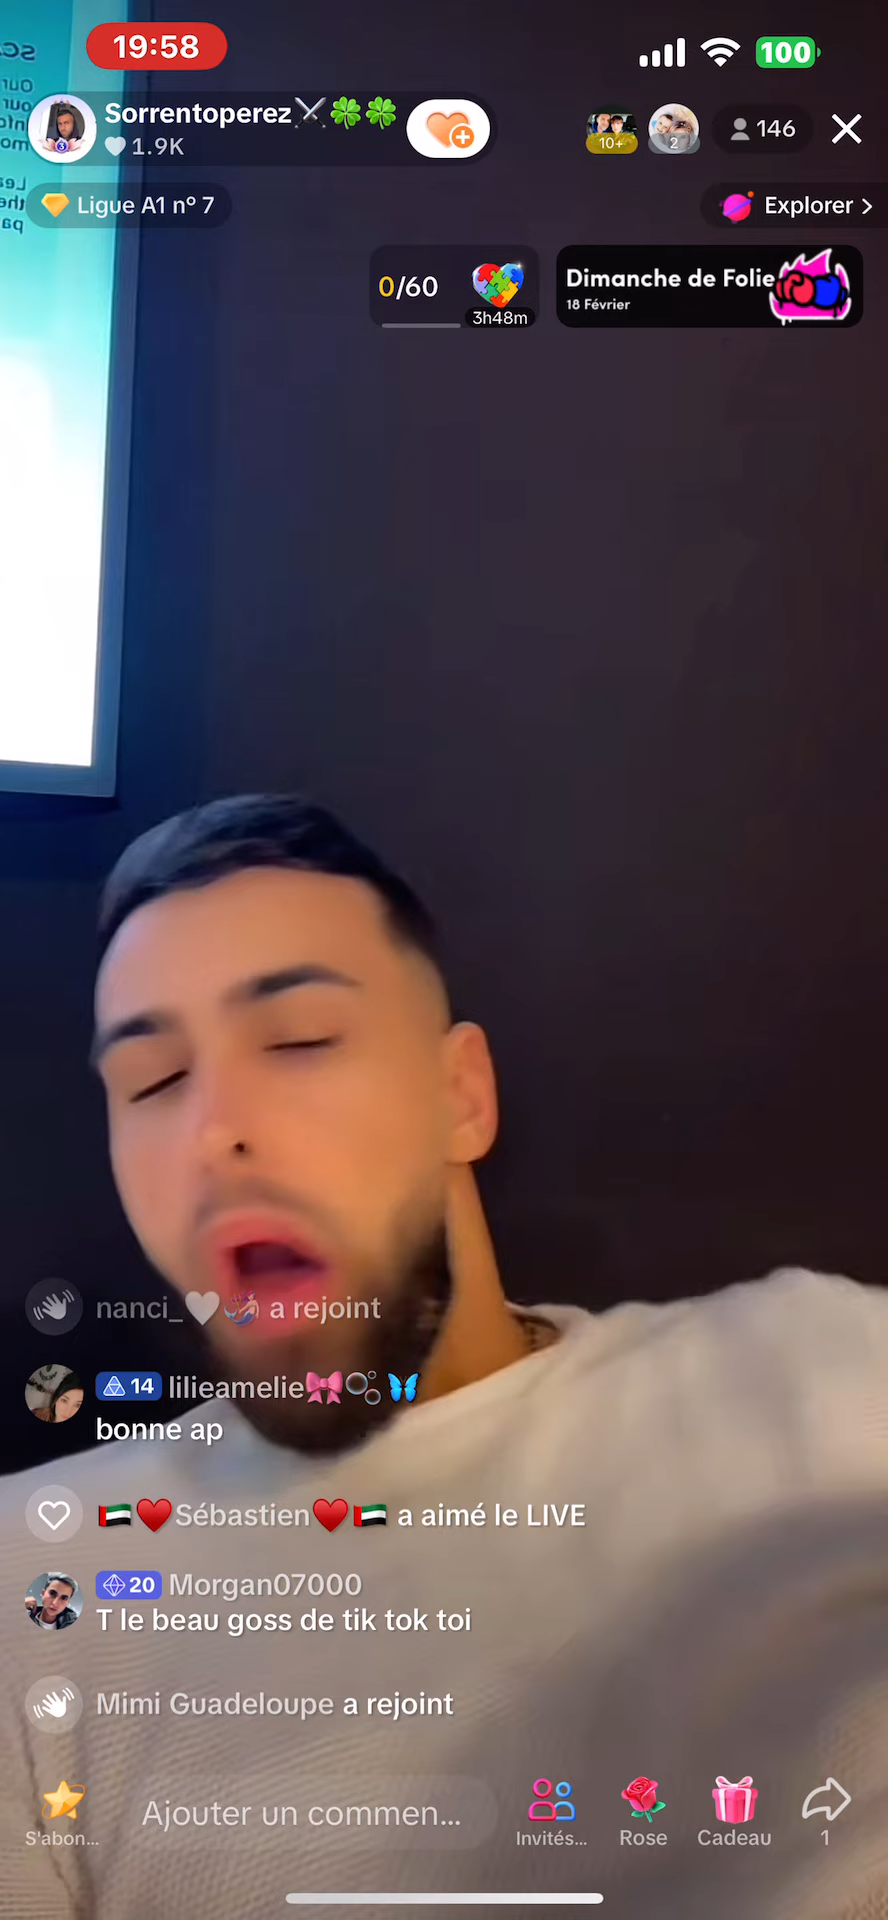 19:58
100
Sorrentoperez
1.9K
10+
2
146
Ligue A1 nº 7
Explorer >
0/60
3h48m
Dimanche de Folie
18 Février
nanci_ a rejoint
14 lilieamelie
bonne ap
Sébastien a aimé le LIVE
20 Morgan07000
T le beau goss de tik tok toi
Mimi Guadeloupe a rejoint
S'abon...
Ajouter un commen...
Invités...
Rose
Cadeau
1